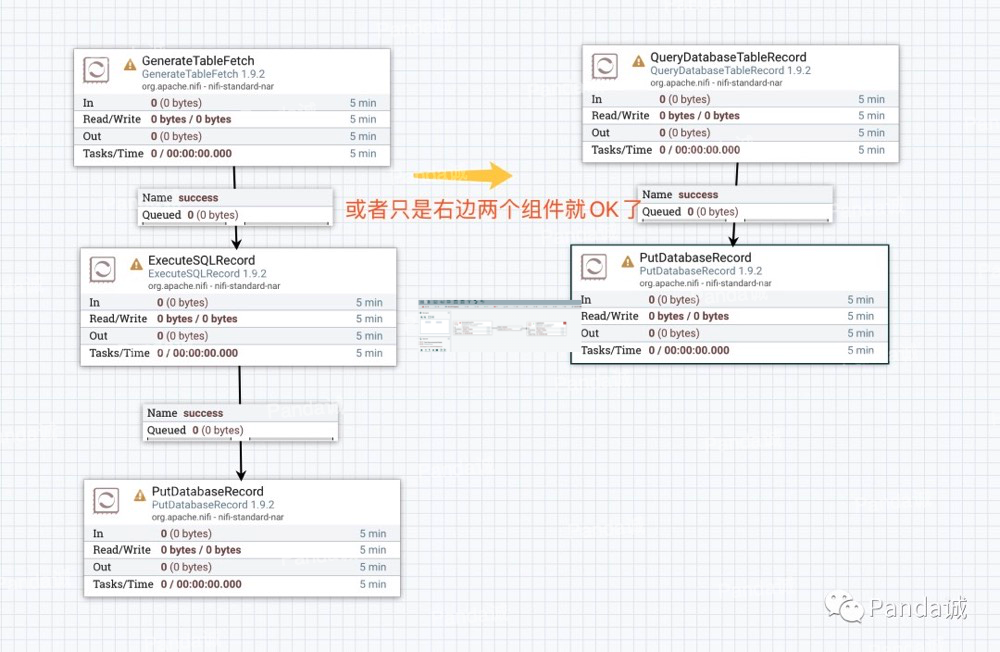 GenerateTableFetch
GenerateTableFetch 1.9.2
org.apache.nifi - nifi-standard-nar
In 0 (0 bytes) 5 min
Read/Write 0 bytes / 0 bytes 5 min
Out 0 (0 bytes) 5 min
Tasks/Time 0 / 00:00:00.000 5 min
Name success
Queued 0 (0 bytes)
ExecuteSQLRecord
ExecuteSQLRecord 1.9.2
org.apache.nifi - nifi-standard-nar
In 0 (0 bytes) 5 min
Read/Write 0 bytes / 0 bytes 5 min
Out 0 (0 bytes) 5 min
Tasks/Time 0 / 00:00:00.000 5 min
Name success
Queued 0 (0 bytes)
PutDatabaseRecord
PutDatabaseRecord 1.9.2
org.apache.nifi - nifi-standard-nar
In 0 (0 bytes) 5 min
Read/Write 0 bytes / 0 bytes 5 min
Out 0 (0 bytes) 5 min
Tasks/Time 0 / 00:00:00.000 5 min
或者只是右边两个组件就OK了
QueryDatabaseTableRecord
QueryDatabaseTableRecord 1.9.2
org.apache.nifi - nifi-standard-nar
In 0 (0 bytes) 5 min
Read/Write 0 bytes / 0 bytes 5 min
Out 0 (0 bytes) 5 min
Tasks/Time 0 / 00:00:00.000 5 min
Name success
Queued 0 (0 bytes)
PutDatabaseRecord
PutDatabaseRecord 1.9.2
org.apache.nifi - nifi-standard-nar
In 0 (0 bytes) 5 min
Read/Write 0 bytes / 0 bytes 5 min
Out 0 (0 bytes) 5 min
Tasks/Time 0 / 00:00:00.000 5 min
Panda诚